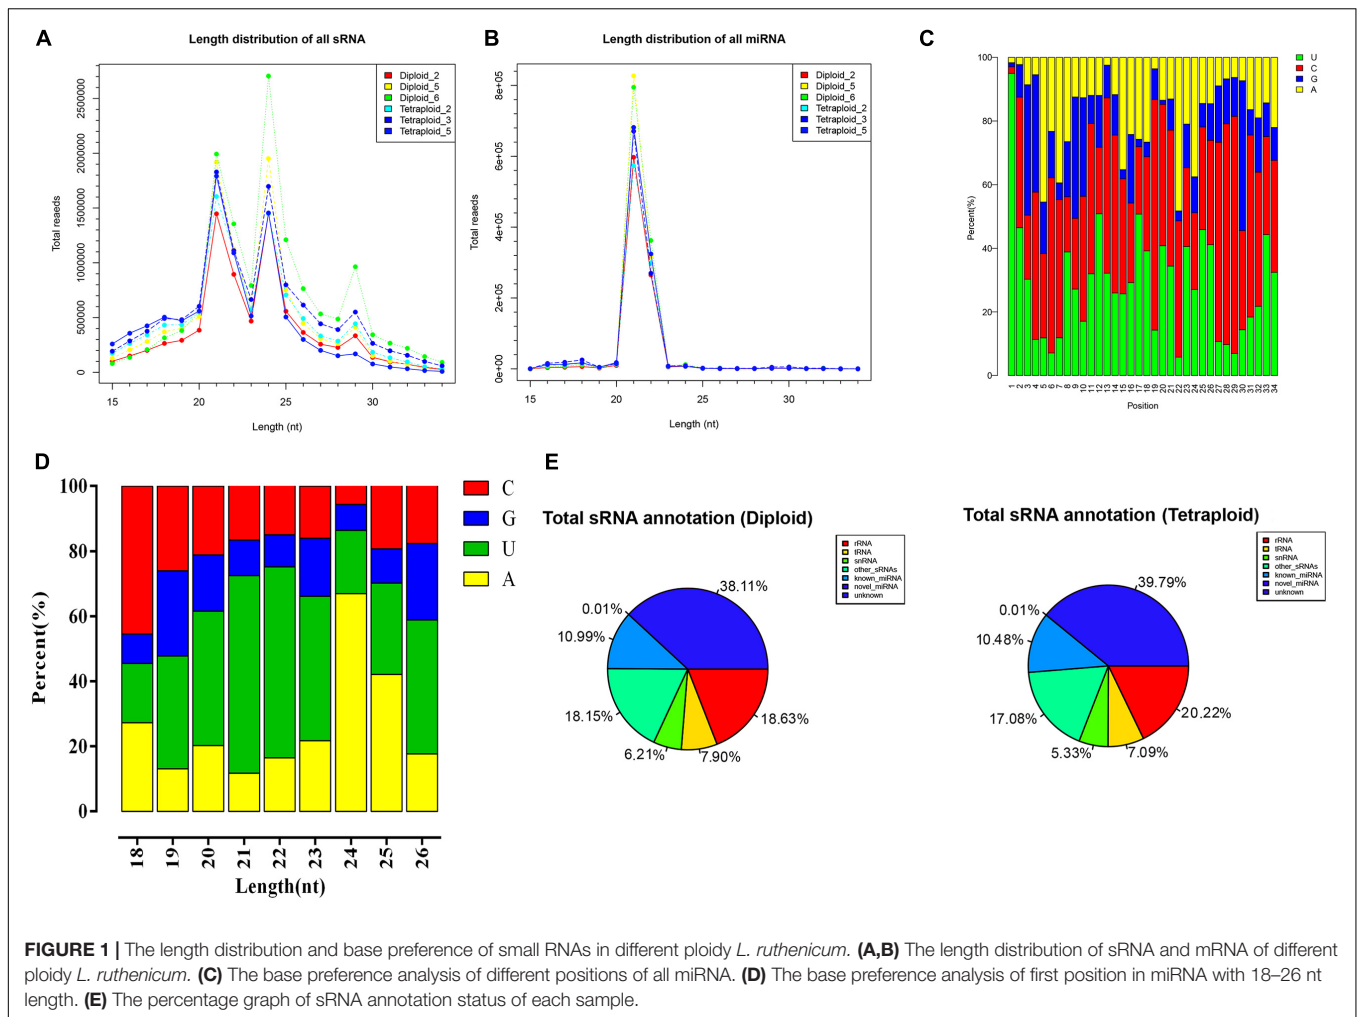 A
Length distribution of all sRNA
Total reaeds
0
500000
1000000
1500000
2000000
2500000
Diploid_2
Diploid_5
Diploid_6
Tetraploid_2
Tetraploid_3
Tetraploid_5
15
20
25
30
Length (nt)
B
Length distribution of all miRNA
Total reads
0e+00
2e+05
4e+05
6e+05
8e+05
Diploid_2
Diploid_5
Diploid_6
Tetraploid_2
Diploid_3
Tetraploid_5
15
20
25
30
Length (nt)
C
U
C
G
A
Percent(%)
100
80
60
40
20
0
1 2 3 4 5 6 7 8 9 10 11 12 13 14 15 16 17 18 19 20 21 22 23 24 25 26 27 28 29 30 31 32 33 34
Position
D
Percent(%)
100
80
60
40
20
0
C
G
U
A
18 19 20 21 22 23 24 25 26
Length(nt)
E
Total sRNA annotation (Diploid)
rRNA
tRNA
snRNA
other_sRNAs
known_miRNA
novel_miRNA
unknown
38.11%
0.01%
10.99%
18.15%
6.21%
7.90%
18.63%
Total sRNA annotation (Tetraploid)
rRNA
tRNA
snRNA
other_sRNAs
known_miRNA
novel_miRNA
unknown
39.79%
0.01%
10.48%
17.08%
5.33%
7.09%
20.22%
FIGURE 1 | The length distribution and base preference of small RNAs in different ploidy L. ruthenicum. (A,B) The length distribution of sRNA and mRNA of different
ploidy L. ruthenicum. (C) The base preference analysis of different positions of all miRNA. (D) The base preference analysis of first position in miRNA with 18–26 nt
length. (E) The percentage graph of sRNA annotation status of each sample.